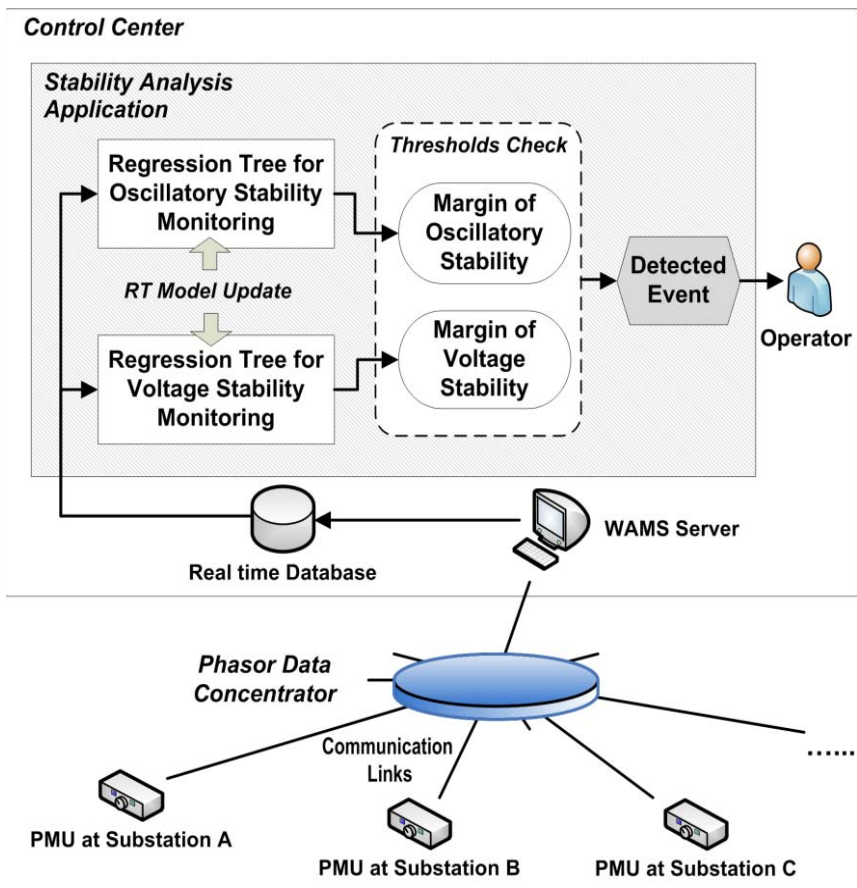 Control Center
Stability Analysis
Application
Regression Tree for
Oscillatory Stability
Monitoring
RT Model Update
Regression Tree for
Voltage Stability
Monitoring
Thresholds Check
Margin of
Oscillatory
Stability
Margin of
Voltage
Stability
Detected
Event
Operator
Real time Database
WAMS Server
Phasor Data
Concentrator
Communication
Links
.......
PMU at Substation A
PMU at Substation B
PMU at Substation C